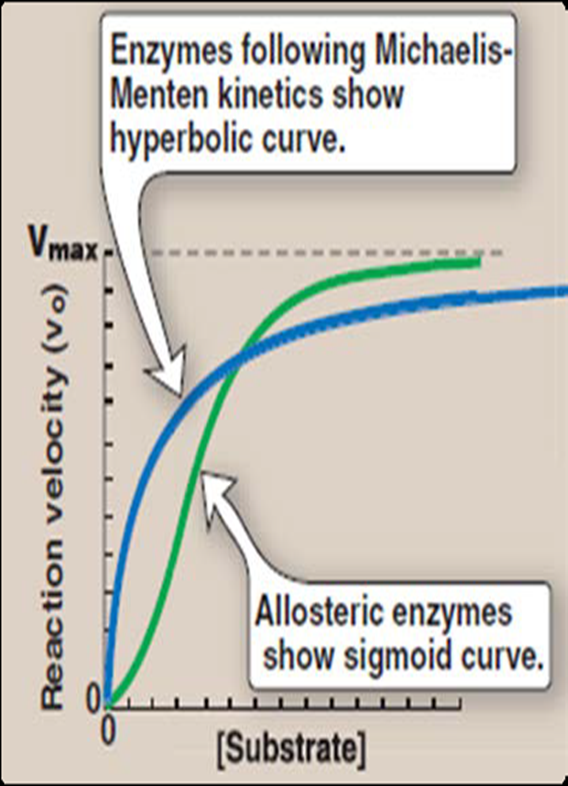 Enzymes following Michaelis-
Menten kinetics show
hyperbolic curve.
Vmax
Reaction velocity (vo)
Allosteric enzymes
show sigmoid curve.
0
0
[Substrate]